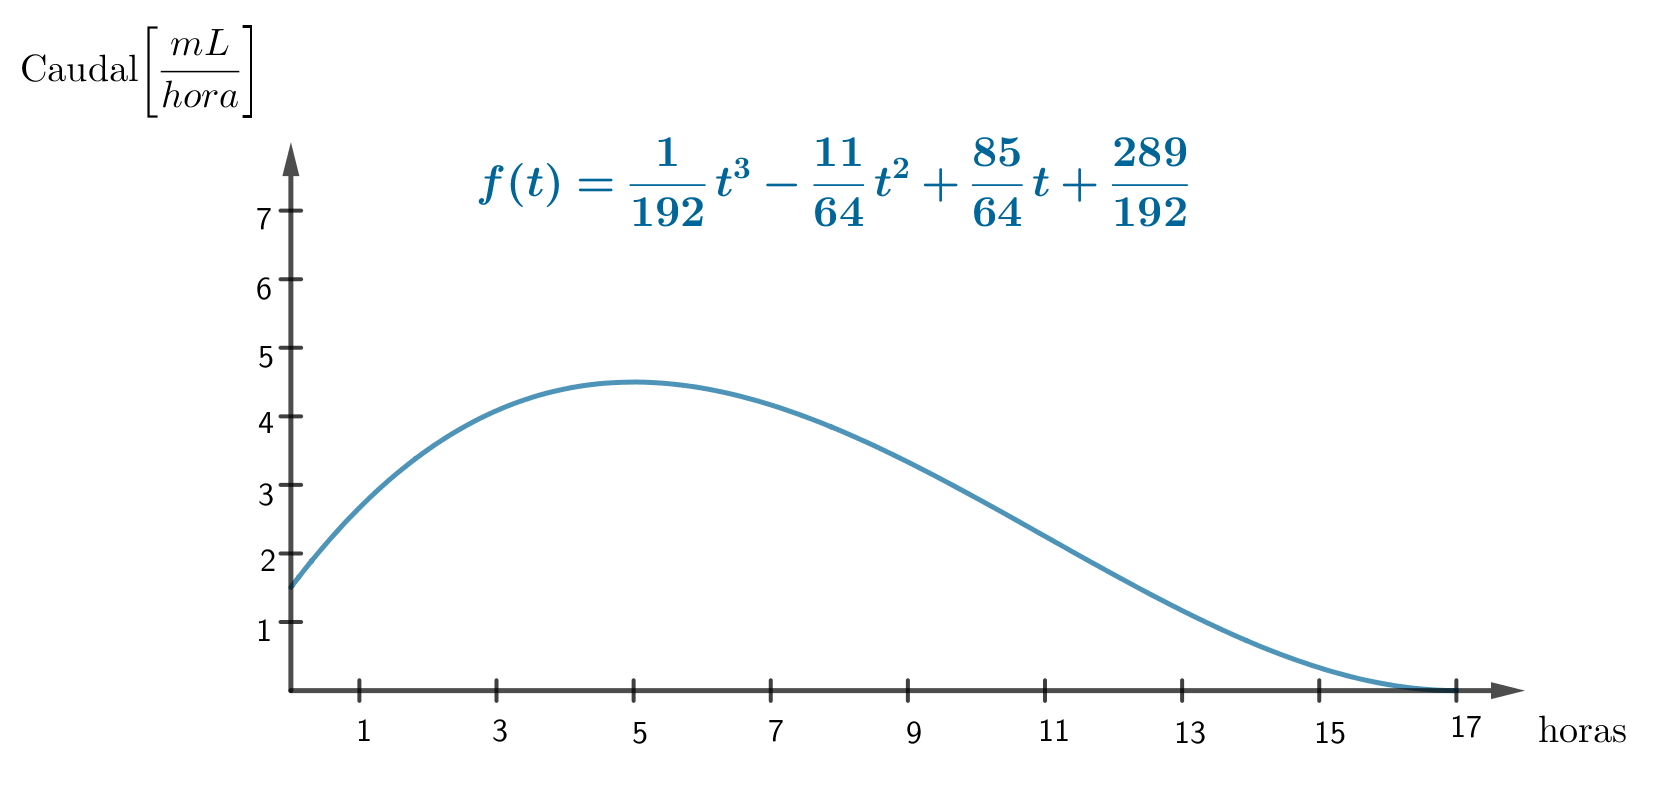 Caudal[mL/hora]
f(t) = 1/192 t³ − 11/64 t² + 85/64 t + 289/192
7
6
5
4
3
2
1
1 3 5 7 9 11 13 15 17 horas